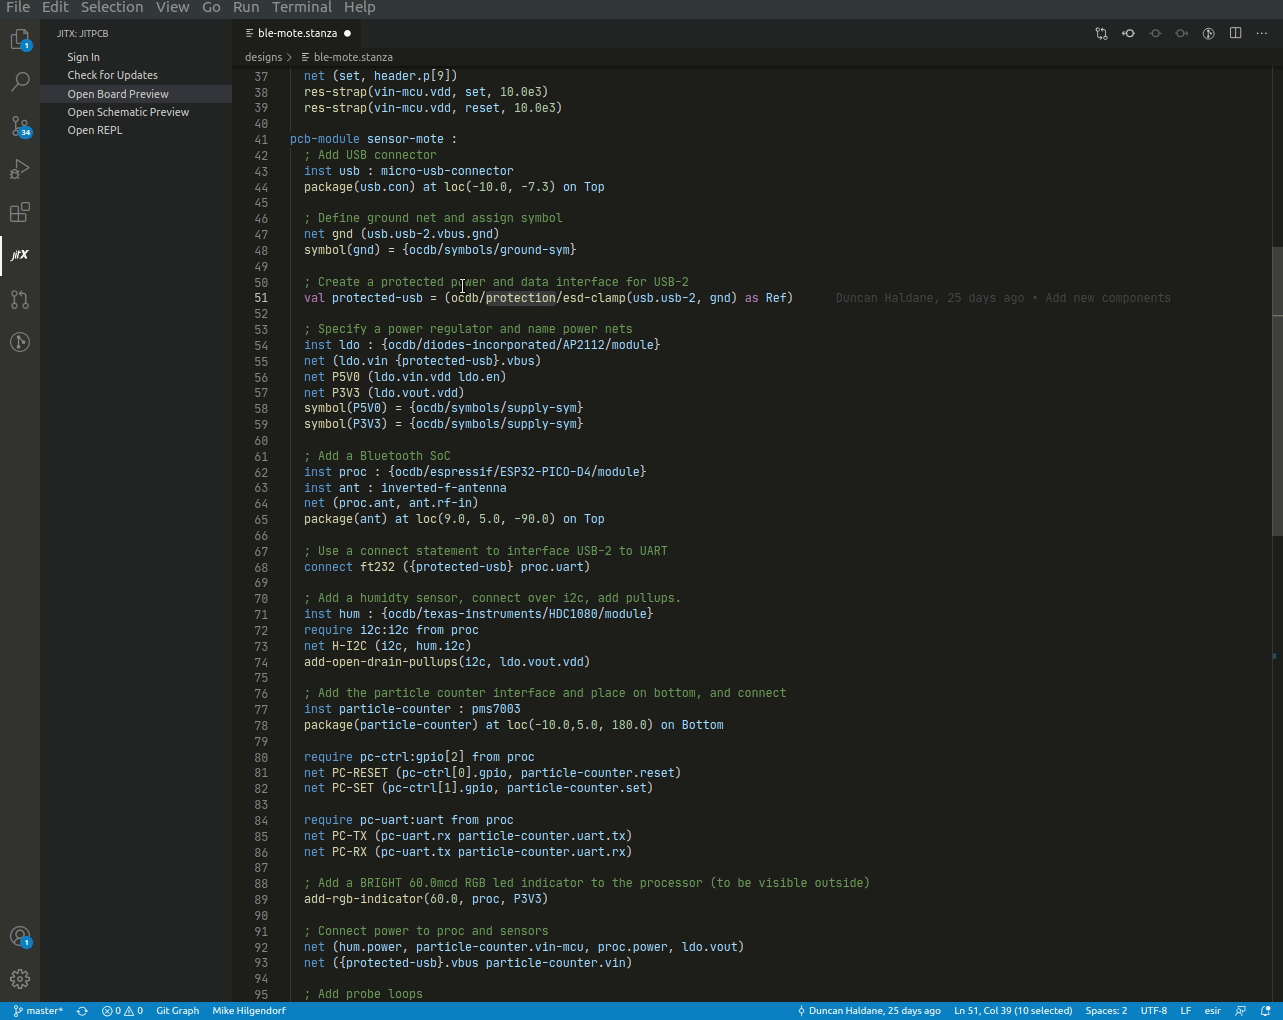 File Edit Selection View Go Run Terminal Help
JITX: JITPCB
Sign In
Check for Updates
Open Board Preview
Open Schematic Preview
Open REPL
1
34
JITX
1
ble-mote.stanza
designs > ble-mote.stanza
37 net (set, header.p[9])
38 res-strap(vin-mcu.vdd, set, 10.0e3)
39 res-strap(vin-mcu.vdd, reset, 10.0e3)
40
41 pcb-module sensor-mote :
42 ; Add USB connector
43 inst usb : micro-usb-connector
44 package(usb.con) at loc(-10.0, -7.3) on Top
45
46 ; Define ground net and assign symbol
47 net gnd (usb.usb-2.vbus.gnd)
48 symbol(gnd) = {ocdb/symbols/ground-sym}
49
50 ; Create a protected power and data interface for USB-2
51 val protected-usb = (ocdb/protection/esd-clamp(usb.usb-2, gnd) as Ref) Duncan Haldane, 25 days ago • Add new components
52
53 ; Specify a power regulator and name power nets
54 inst ldo : {ocdb/diodes-incorporated/AP2112/module}
55 net (ldo.vin {protected-usb}.vbus)
56 net P5V0 (ldo.vin.vdd ldo.en)
57 net P3V3 (ldo.vout.vdd)
58 symbol(P5V0) = {ocdb/symbols/supply-sym}
59 symbol(P3V3) = {ocdb/symbols/supply-sym}
60
61 ; Add a Bluetooth SoC
62 inst proc : {ocdb/espressif/ESP32-PICO-D4/module}
63 inst ant : inverted-f-antenna
64 net (proc.ant, ant.rf-in)
65 package(ant) at loc(9.0, 5.0, -90.0) on Top
66
67 ; Use a connect statement to interface USB-2 to UART
68 connect ft232 ({protected-usb} proc.uart)
69
70 ; Add a humidty sensor, connect over i2c, add pullups.
71 inst hum : {ocdb/texas-instruments/HDC1080/module}
72 require i2c:i2c from proc
73 net H-I2C (i2c, hum.i2c)
74 add-open-drain-pullups(i2c, ldo.vout.vdd)
75
76 ; Add the particle counter interface and place on bottom, and connect
77 inst particle-counter : pms7003
78 package(particle-counter) at loc(-10.0,5.0, 180.0) on Bottom
79
80 require pc-ctrl:gpio[2] from proc
81 net PC-RESET (pc-ctrl[0].gpio, particle-counter.reset)
82 net PC-SET (pc-ctrl[1].gpio, particle-counter.set)
83
84 require pc-uart:uart from proc
85 net PC-TX (pc-uart.rx particle-counter.uart.tx)
86 net PC-RX (pc-uart.tx particle-counter.uart.rx)
87
88 ; Add a BRIGHT 60.0mcd RGB led indicator to the processor (to be visible outside)
89 add-rgb-indicator(60.0, proc, P3V3)
90
91 ; Connect power to proc and sensors
92 net (hum.power, particle-counter.vin-mcu, proc.power, ldo.vout)
93 net ({protected-usb}.vbus particle-counter.vin)
94
95 ; Add probe loops
master* 0 0 Git Graph Mike Hilgendorf Duncan Haldane, 25 days ago Ln 51, Col 39 (10 selected) Spaces: 2 UTF-8 LF esir